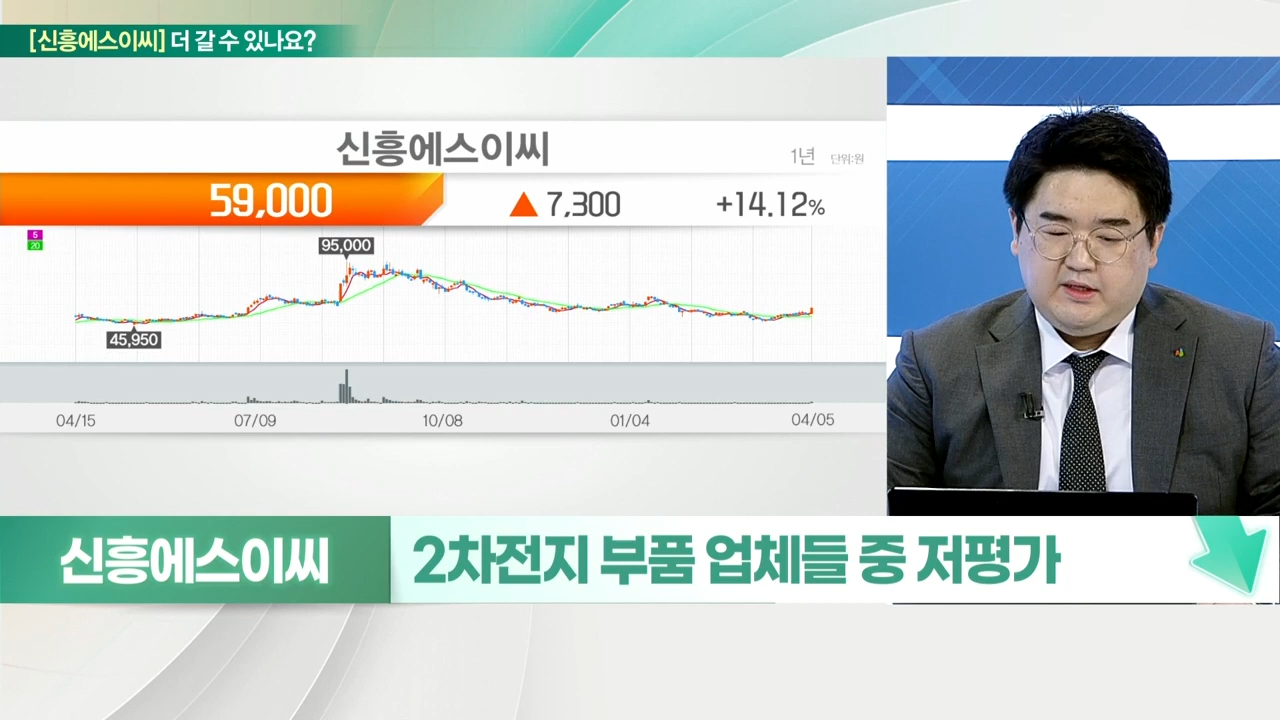 [신흥에스이씨] 더 갈 수 있나요?
신흥에스이씨
1년 단위:원
59,000 ▲ 7,300 +14.12%
5
20
95,000
45,950
04/15 07/09 10/08 01/04 04/05
신흥에스이씨 2차전지 부품 업체들 중 저평가